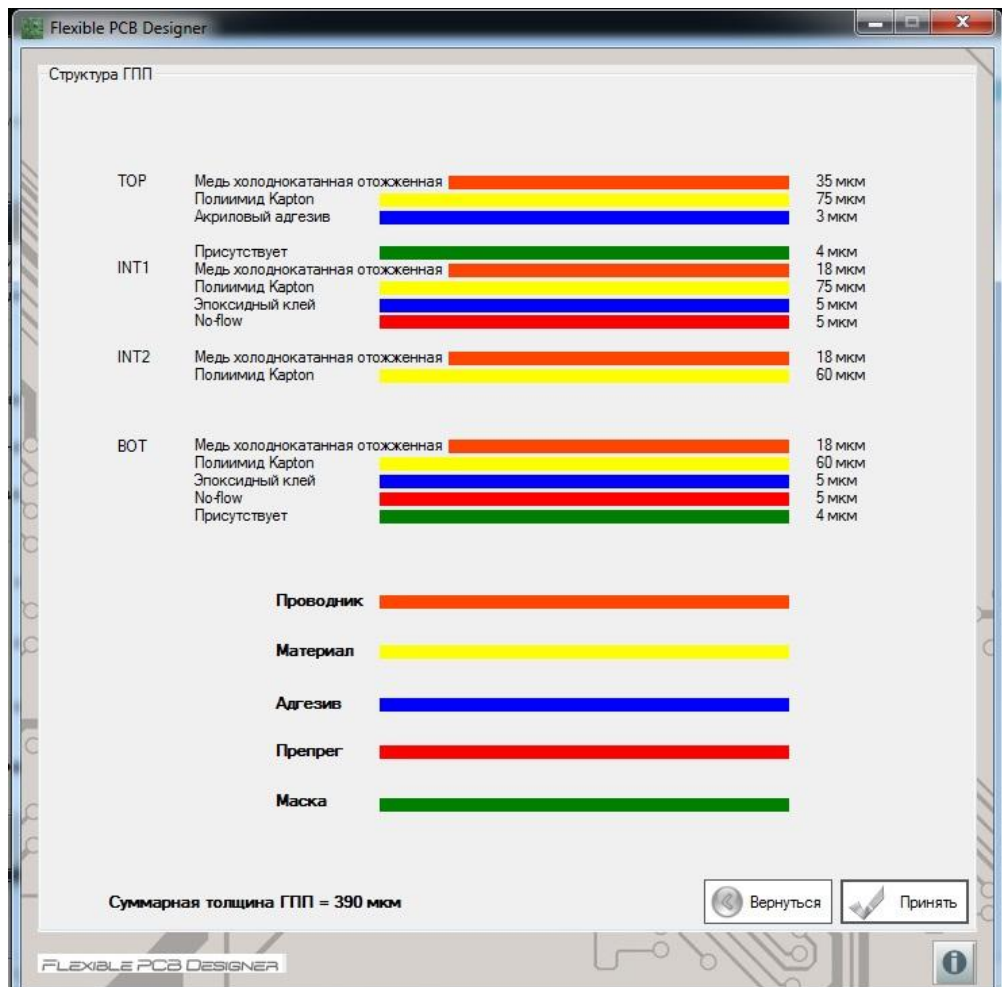 Flexible PCB Designer
Структура ГПП
TOP Медь холоднокатанная отожженная 35 мкм
Полиимид Kapton 75 мкм
Акриловый адгезив 3 мкм
Присутствует 4 мкм
INT1 Медь холоднокатанная отожженная 18 мкм
Полиимид Kapton 75 мкм
Эпоксидный клей 5 мкм
No-flow 5 мкм
INT2 Медь холоднокатанная отожженная 18 мкм
Полиимид Kapton 60 мкм
BOT Медь холоднокатанная отожженная 18 мкм
Полиимид Kapton 60 мкм
Эпоксидный клей 5 мкм
No-flow 5 мкм
Присутствует 4 мкм
Проводник
Материал
Адгезив
Препрег
Маска
Суммарная толщина ГПП = 390 мкм
Вернуться
Принять
FLEXIBLE PCB DESIGNER